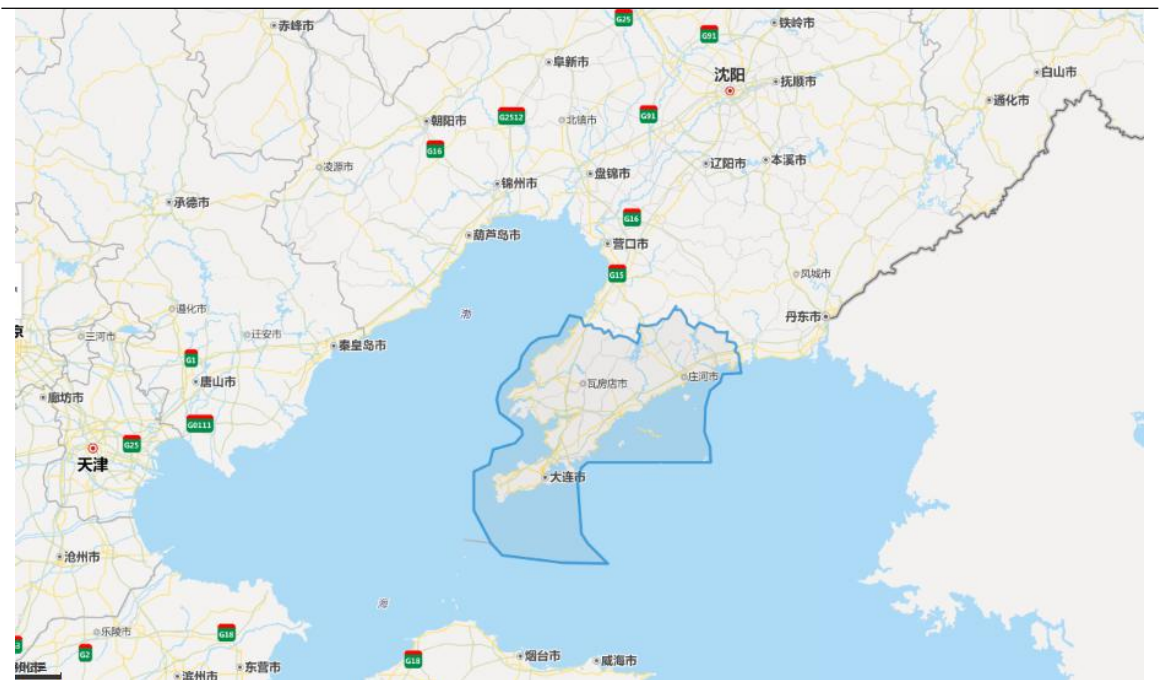 赤峰市
G25
铁岭市
G91
阜新市
沈阳
抚顺市
白山市
通化市
朝阳市
G2512
北镇市
G91
G16
凌源市
盘锦市
辽阳市
本溪市
锦州市
承德市
G16
葫芦岛市
营口市
G15
凤城市
遵化市
渤
丹东市
京
三河市
迁安市
秦皇岛市
G1
唐山市
瓦房店市
庄河市
廊坊市
G0111
G25
天津
大连市
沧州市
海
乐陵市
G18
G2
G18
烟台市
威海市
东营市
滨州市